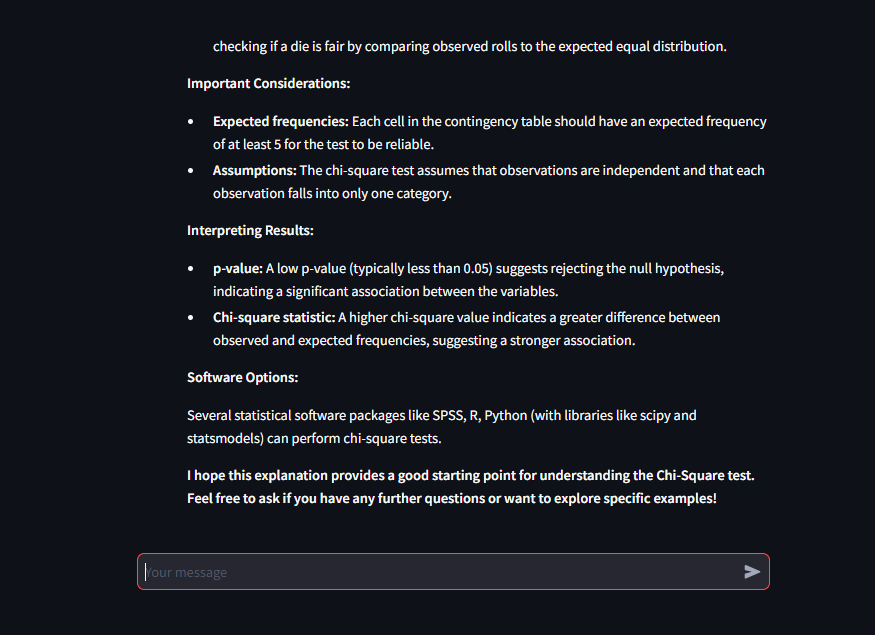 checking if a die is fair by comparing observed rolls to the expected equal distribution.
Important Considerations:
• Expected frequencies: Each cell in the contingency table should have an expected frequency
of at least 5 for the test to be reliable.
• Assumptions: The chi-square test assumes that observations are independent and that each
observation falls into only one category.
Interpreting Results:
• p-value: A low p-value (typically less than 0.05) suggests rejecting the null hypothesis,
indicating a significant association between the variables.
• Chi-square statistic: A higher chi-square value indicates a greater difference between
observed and expected frequencies, suggesting a stronger association.
Software Options:
Several statistical software packages like SPSS, R, Python (with libraries like scipy and
statsmodels) can perform chi-square tests.
I hope this explanation provides a good starting point for understanding the Chi-Square test.
Feel free to ask if you have any further questions or want to explore specific examples!
Your message